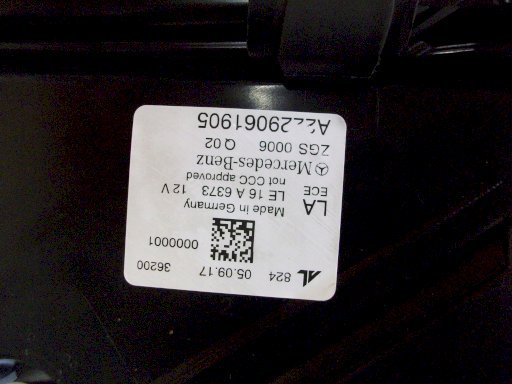 AL 824 05.09.17 36200
0000001
LA Made in Germany
LE 16 A 6373 12 V
ECE not CCC approved
Mercedes-Benz
ZGS 0006 Q 02
A2229061905